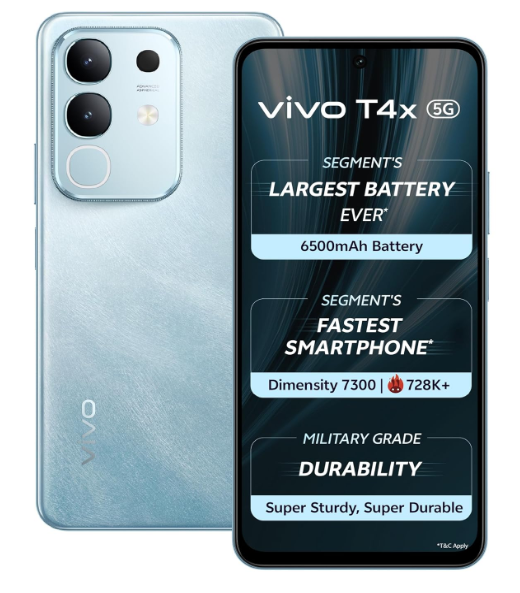 vivo T4x 5G
SEGMENT'S
LARGEST BATTERY
EVER*
6500mAh Battery
SEGMENT'S
FASTEST
SMARTPHONE*
Dimensity 7300 | 728K+
MILITARY GRADE
DURABILITY
Super Sturdy, Super Durable
*T&C Apply
vivo